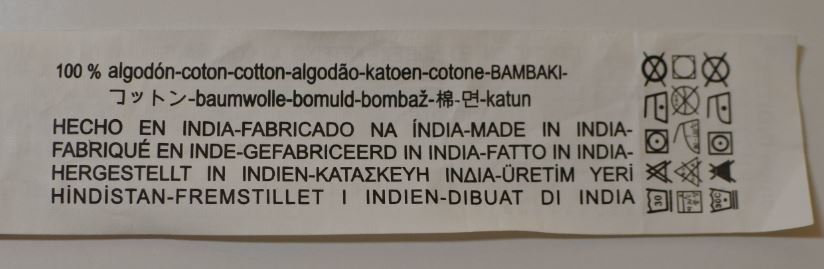 100 % algodón-coton-cotton-algodão-katoen-cotone-BAMBAKI-
コットン-baumwolle-bomuld-bombaž-棉-면-katun
HECHO EN INDIA-FABRICADO NA ÍNDIA-MADE IN INDIA-
FABRIQUÉ EN INDE-GEFABRICEERD IN INDIA-FATTO IN INDIA-
HERGESTELLT IN INDIEN-ΚΑΤΑΣΚΕΥΗ ΙΝΔΙΑ-ÜRETİM YERİ
HİNDİSTAN-FREMSTILLET I INDIEN-DIBUAT DI INDIA
30
30C